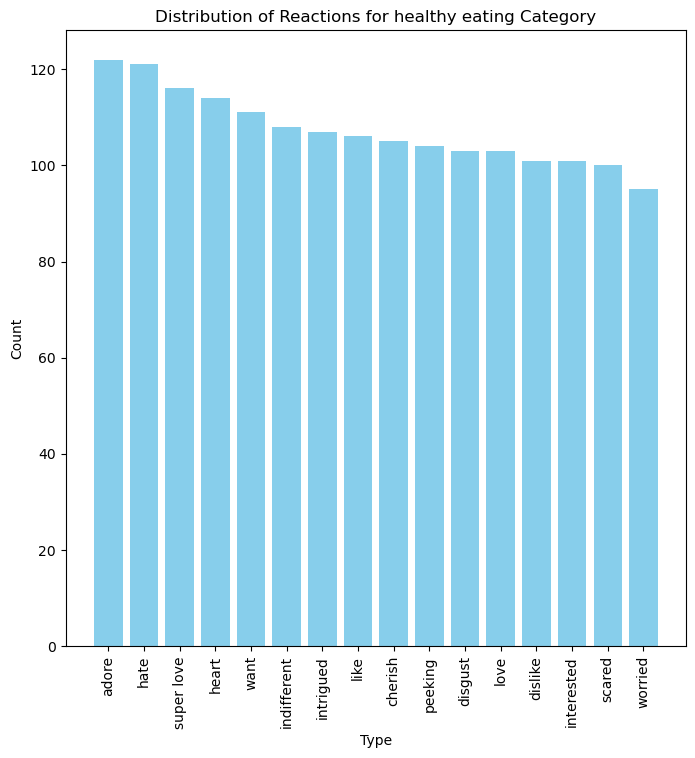 Distribution of Reactions for healthy eating Category
120
100
80
60
40
20
0
Count
adore
hate
super love
heart
want
indifferent
intrigued
like
cherish
peeking
disgust
love
dislike
interested
scared
worried
Type